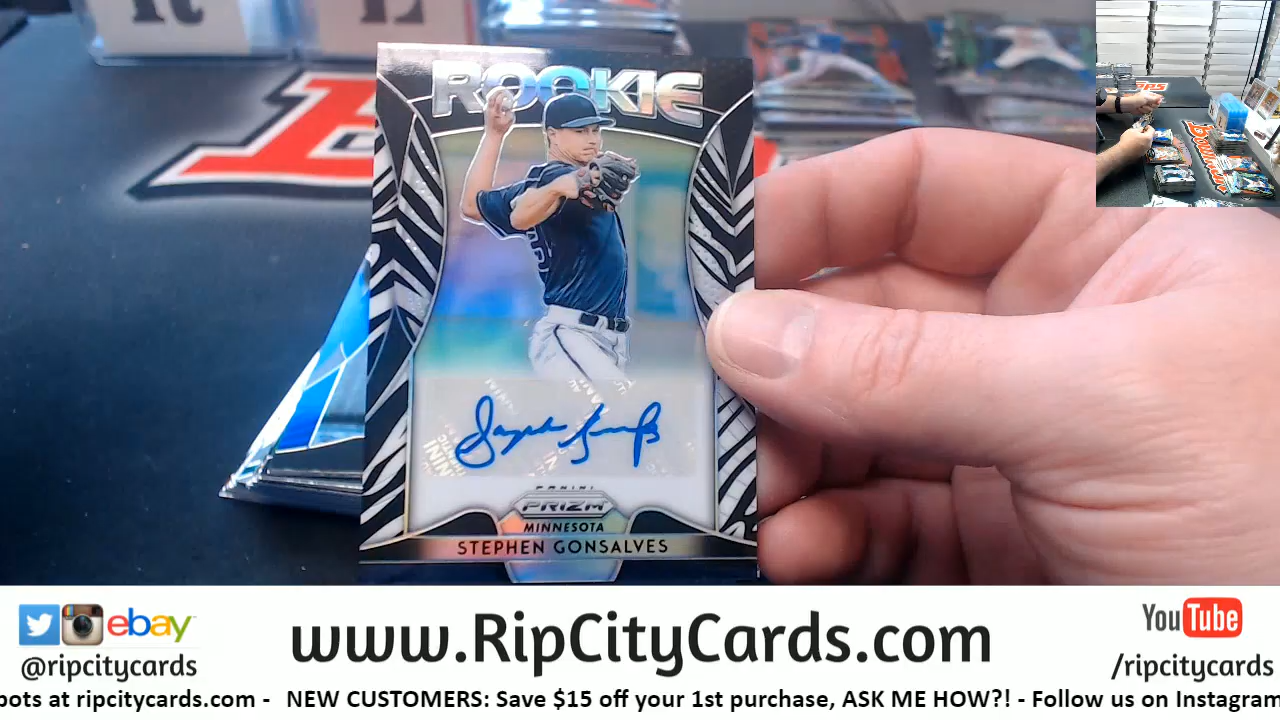 ROOKIE
PANINI
PRIZM
MINNESOTA
STEPHEN GONSALVES
ebay
@ripcitycards
www.RipCityCards.com
YouTube
/ripcitycards
pots at ripcitycards.com - NEW CUSTOMERS: Save $15 off your 1st purchase, ASK ME HOW?! - Follow us on Instagram